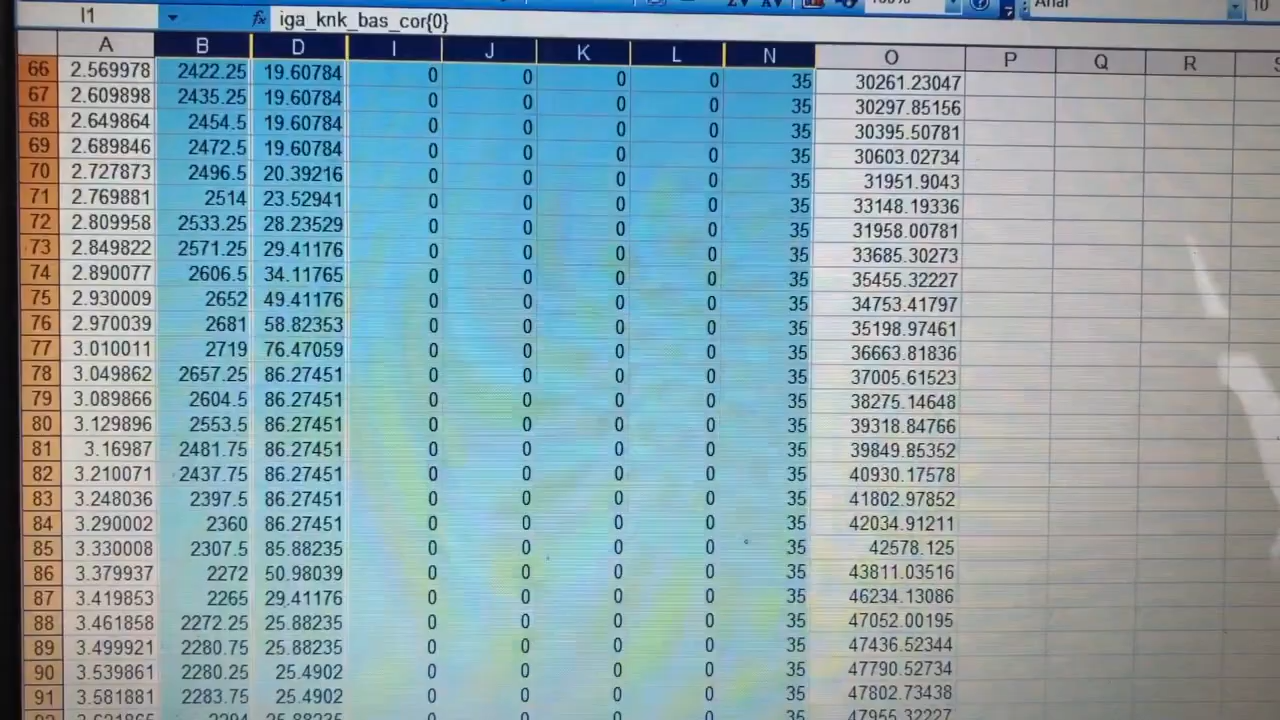 100% Arial 10
I1 fx iga_knk_bas_cor{0}
A B D I J K L N O P Q R S
66 2.569978 2422.25 19.60784 0 0 0 0 35 30261.23047
67 2.609898 2435.25 19.60784 0 0 0 0 35 30297.85156
68 2.649864 2454.5 19.60784 0 0 0 0 35 30395.50781
69 2.689846 2472.5 19.60784 0 0 0 0 35 30603.02734
70 2.727873 2496.5 20.39216 0 0 0 0 35 31951.9043
71 2.769881 2514 23.52941 0 0 0 0 35 33148.19336
72 2.809958 2533.25 28.23529 0 0 0 0 35 31958.00781
73 2.849822 2571.25 29.41176 0 0 0 0 35 33685.30273
74 2.890077 2606.5 34.11765 0 0 0 0 35 35455.32227
75 2.930009 2652 49.41176 0 0 0 0 35 34753.41797
76 2.970039 2681 58.82353 0 0 0 0 35 35198.97461
77 3.010011 2719 76.47059 0 0 0 0 35 36663.81836
78 3.049862 2657.25 86.27451 0 0 0 0 35 37005.61523
79 3.089866 2604.5 86.27451 0 0 0 0 35 38275.14648
80 3.129896 2553.5 86.27451 0 0 0 0 35 39318.84766
81 3.16987 2481.75 86.27451 0 0 0 0 35 39849.85352
82 3.210071 2437.75 86.27451 0 0 0 0 35 40930.17578
83 3.248036 2397.5 86.27451 0 0 0 0 35 41802.97852
84 3.290002 2360 86.27451 0 0 0 0 35 42034.91211
85 3.330008 2307.5 85.88235 0 0 0 0 35 42578.125
86 3.379937 2272 50.98039 0 0 0 0 35 43811.03516
87 3.419853 2265 29.41176 0 0 0 0 35 46234.13086
88 3.461858 2272.25 25.88235 0 0 0 0 35 47052.00195
89 3.499921 2280.75 25.88235 0 0 0 0 35 47436.52344
90 3.539861 2280.25 25.4902 0 0 0 0 35 47790.52734
91 3.581881 2283.75 25.4902 0 0 0 0 35 47802.73438
2294 25.88235 0 0 0 0 35 47955.32227